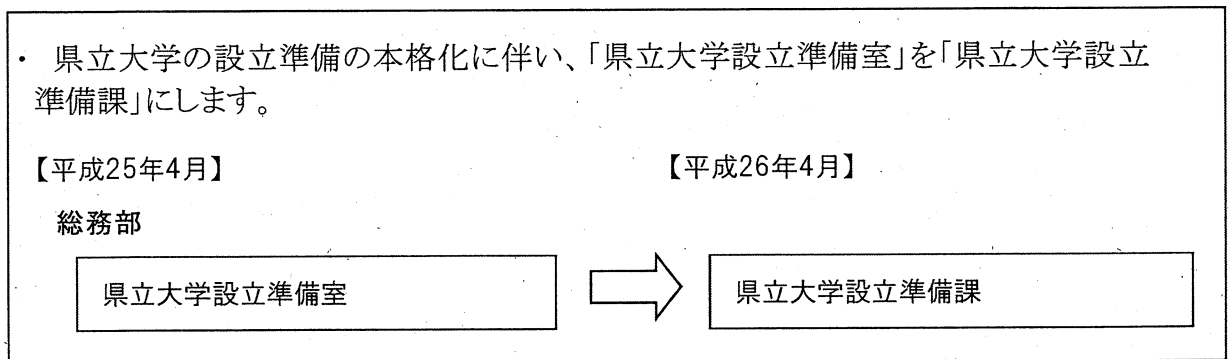 ・ 県立大学の設立準備の本格化に伴い、「県立大学設立準備室」を「県立大学設立
準備課」にします。
【平成25年4月】 【平成26年4月】
総務部
県立大学設立準備室 県立大学設立準備課